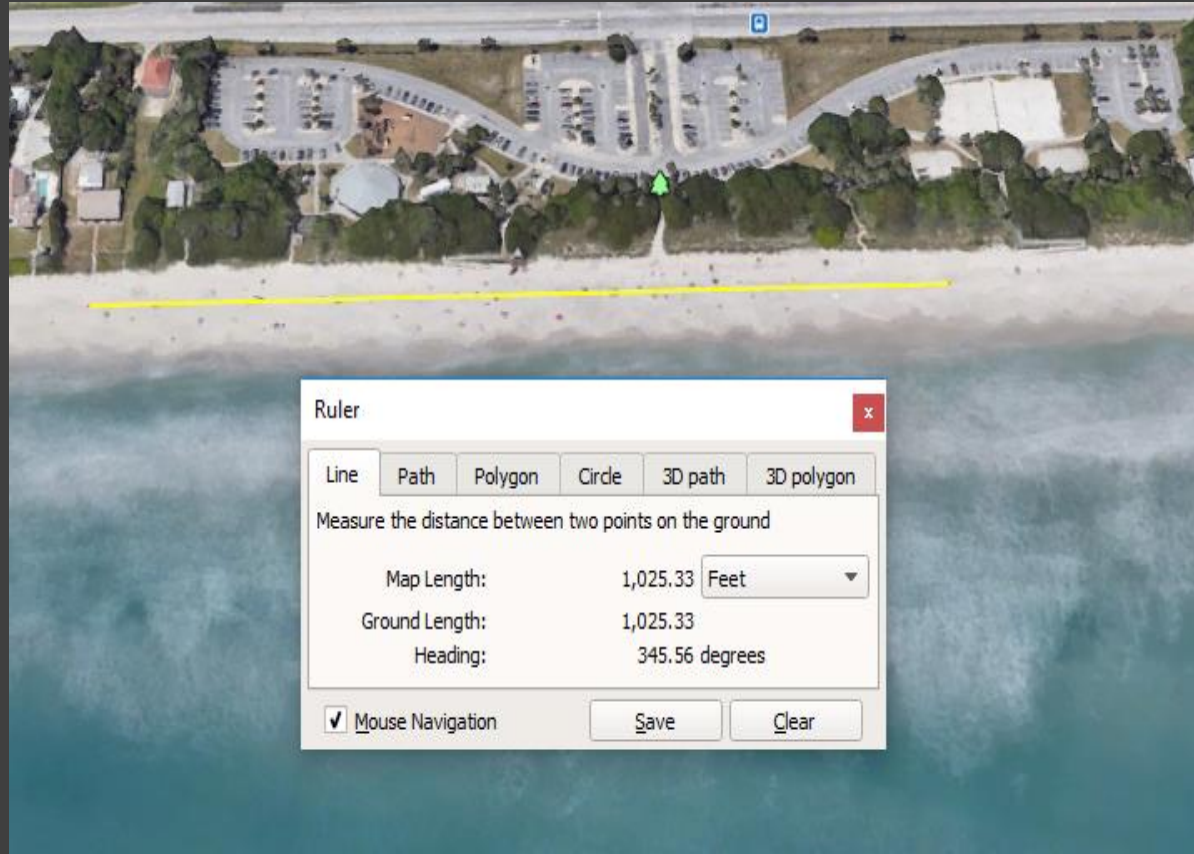 Ruler
x
Line Path Polygon Circle 3D path 3D polygon
Measure the distance between two points on the ground
Map Length: 1,025.33 Feet
Ground Length: 1,025.33
Heading: 345.56 degrees
Mouse Navigation Save Clear